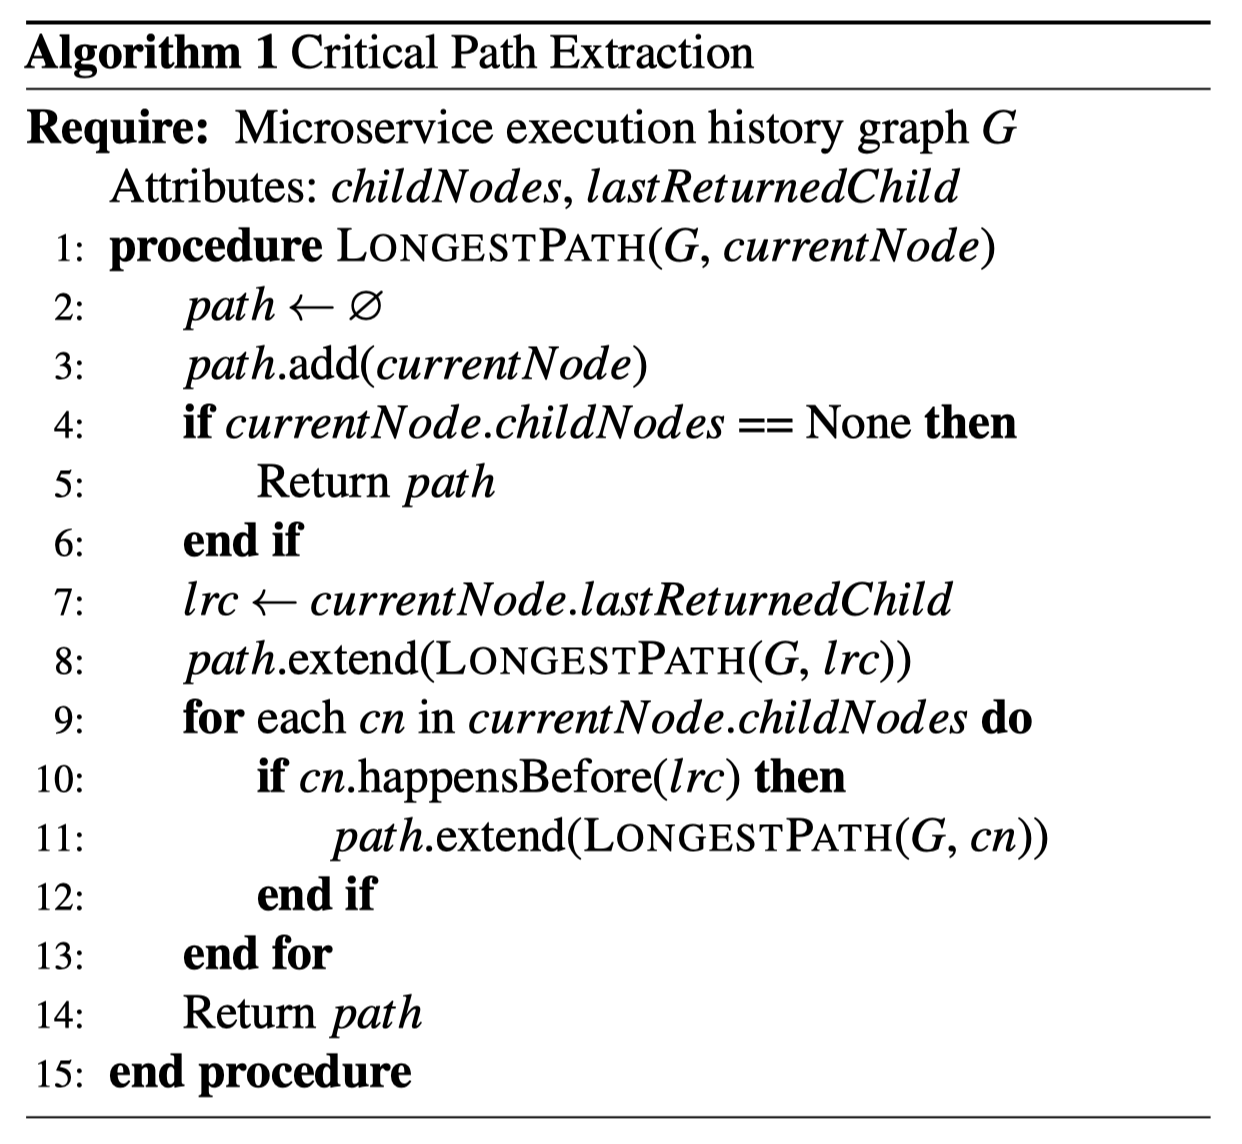 Algorithm 1 Critical Path Extraction
Require: Microservice execution history graph G
Attributes: childNodes, lastReturnedChild
1: procedure LONGESTPATH(G, currentNode)
2: path ← ∅
3: path.add(currentNode)
4: if currentNode.childNodes == None then
5: Return path
6: end if
7: lrc ← currentNode.lastReturnedChild
8: path.extend(LONGESTPATH(G, lrc))
9: for each cn in currentNode.childNodes do
10: if cn.happensBefore(lrc) then
11: path.extend(LONGESTPATH(G, cn))
12: end if
13: end for
14: Return path
15: end procedure